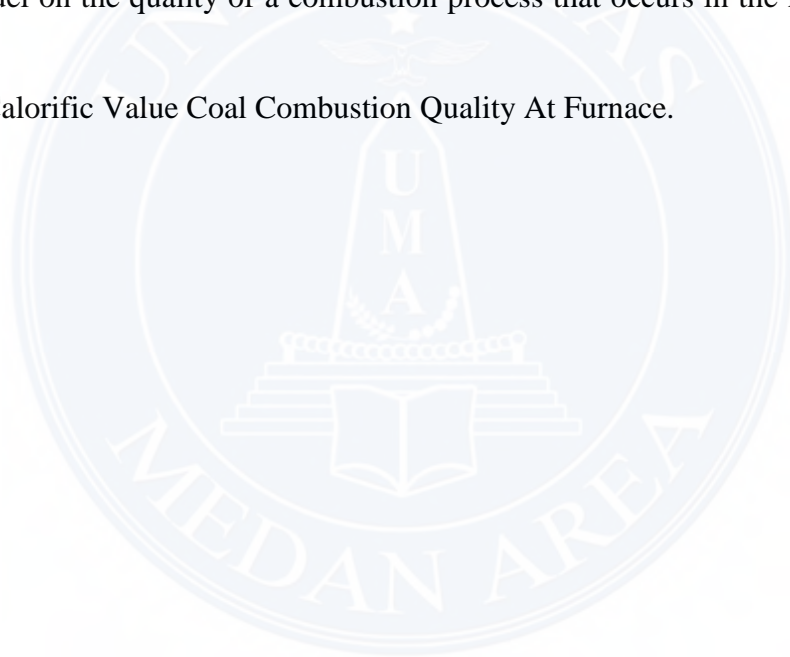 on the quality of a combustion process that occurs in the
alorific Value Coal Combustion Quality At Furnace.
U
M
A
MEDAN AREA